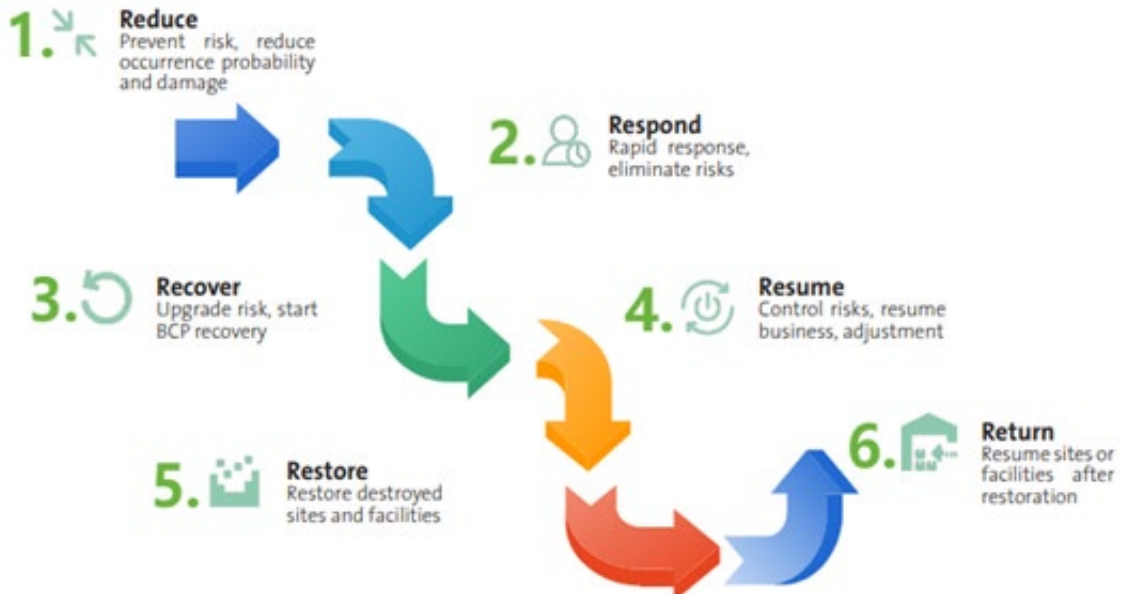 1.
Reduce
Prevent risk, reduce
occurrence probability
and damage
2.
Respond
Rapid response,
eliminate risks
3.
Recover
Upgrade risk, start
BCP recovery
4.
Resume
Control risks, resume
business, adjustment
5.
Restore
Restore destroyed
sites and facilities
6.
Return
Resume sites or
facilities after
restoration